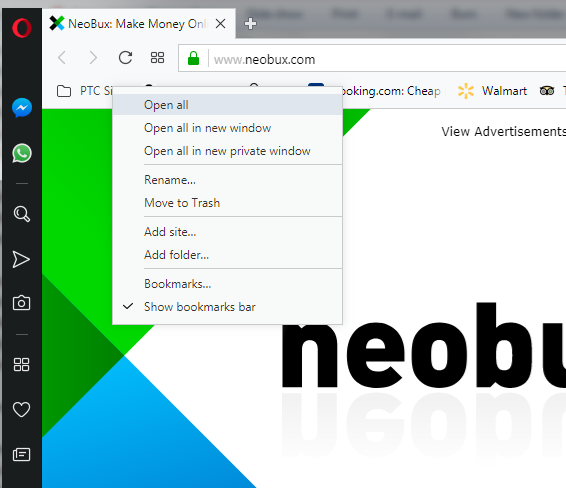 NeoBux: Make Money Onl
www.neobux.com
PTC Si
ooking.com: Cheap
Walmart
Open all
Open all in new window
Open all in new private window
Rename...
Move to Trash
Add site...
Add folder...
Bookmarks...
Show bookmarks bar
View Advertisements
neobu